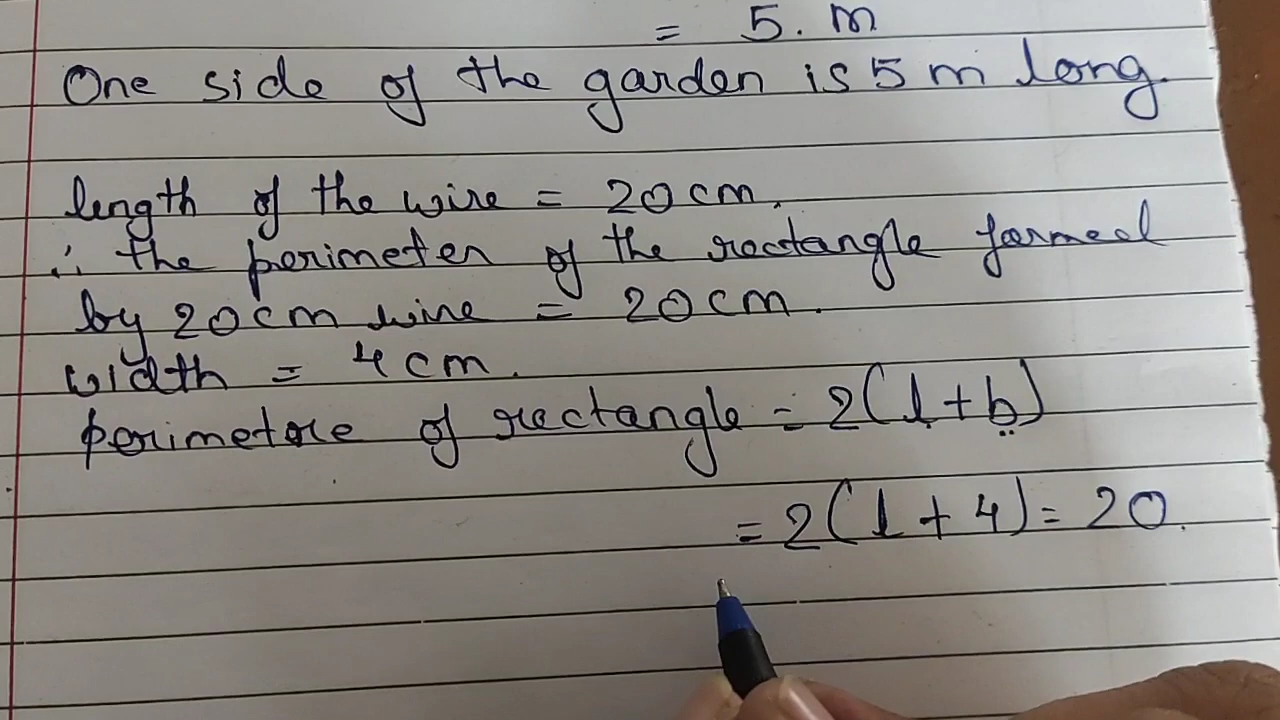 = 5. m
One side of the garden is 5 m long.
length of the wire = 20 cm.
∴ the perimeter of the rectangle formed
by 20 cm wire = 20 cm.
width = 4 cm.
perimetore of rectangle = 2(l+b)
= 2(l + 4) = 20.